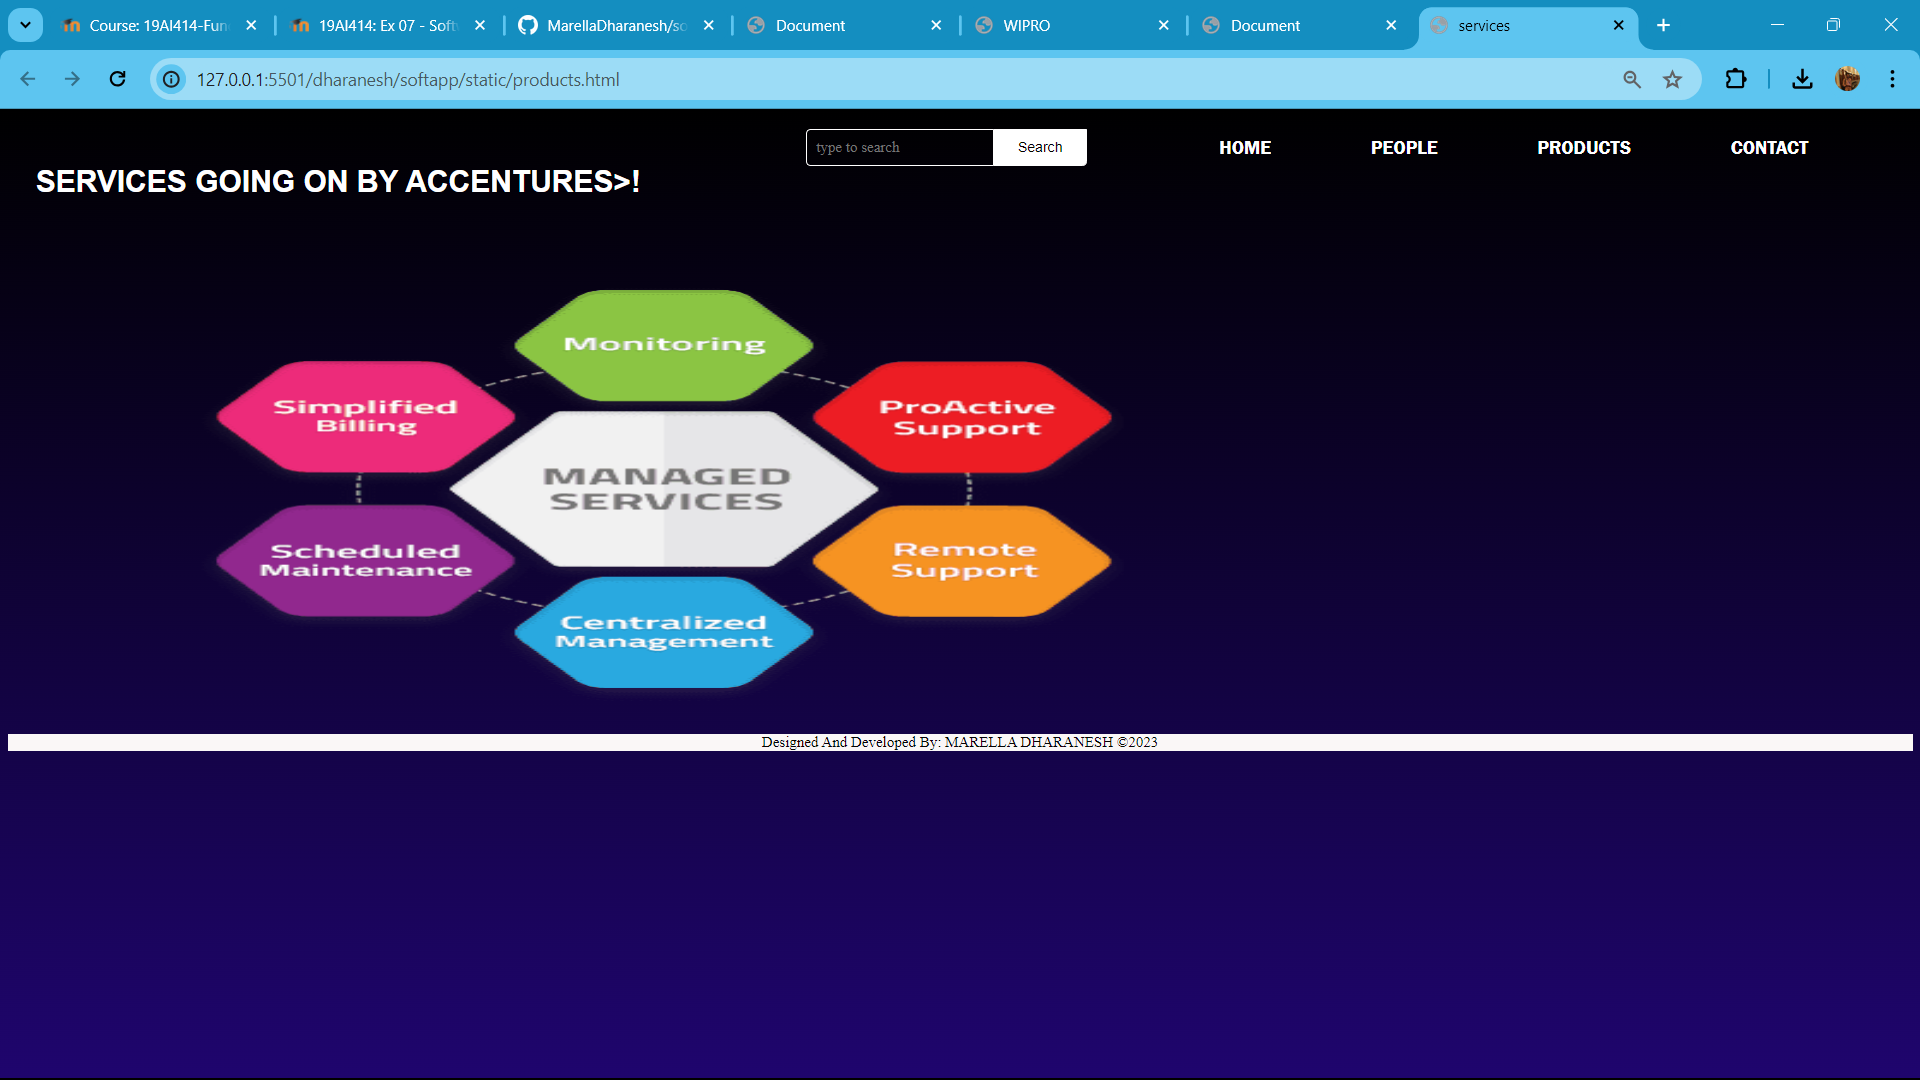 Course: 19AI414-Fun
19AI414: Ex 07 - Soft
MarellaDharanesh/so
Document
WIPRO
Document
services
127.0.0.1:5501/dharanesh/softapp/static/products.html
type to search
Search
HOME
PEOPLE
PRODUCTS
CONTACT
SERVICES GOING ON BY ACCENTURES>!
Monitoring
Simplified
Billing
ProActive
Support
MANAGED
SERVICES
Scheduled
Maintenance
Remote
Support
Centralized
Management
Designed And Developed By: MARELLA DHARANESH ©2023